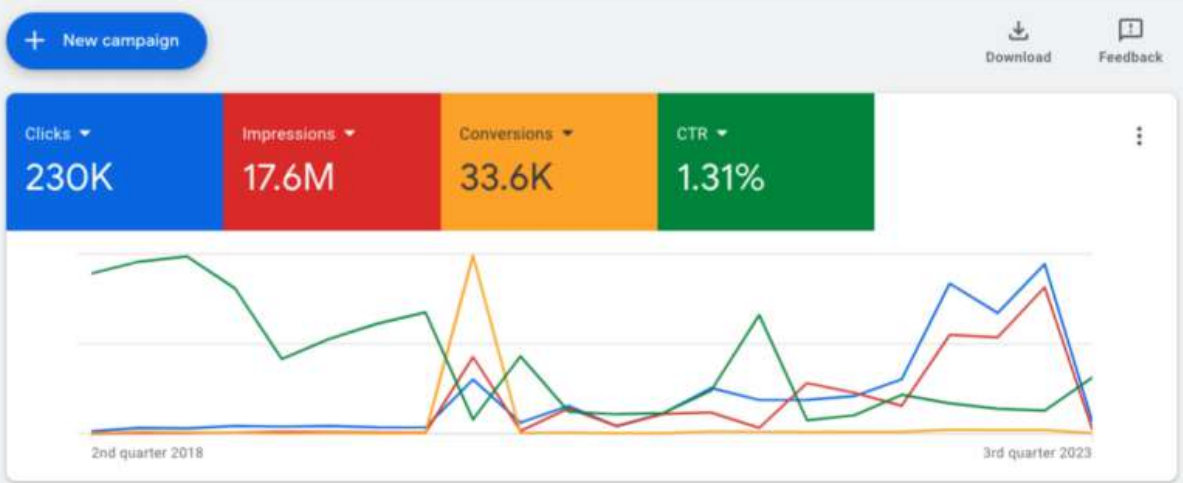 New campaign
Download
Feedback
Clicks
Impressions
Conversions
CTR
230K
17.6M
33.6K
1.31%
2nd quarter 2018
3rd quarter 2023